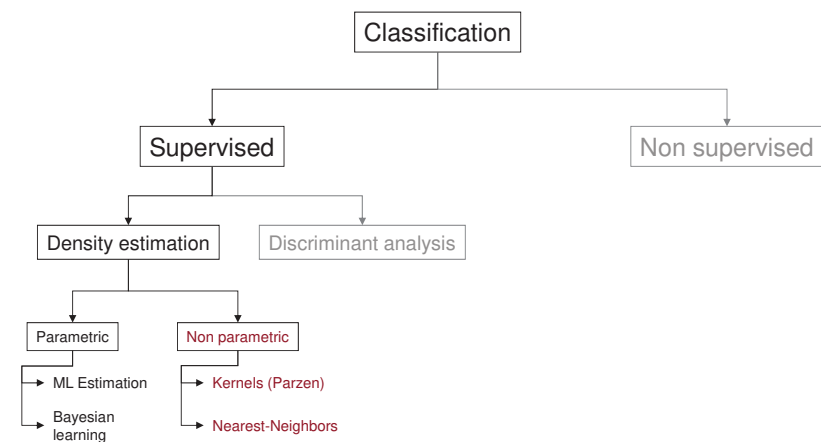 Classification
Supervised
Non supervised
Density estimation
Discriminant analysis
Parametric
Non parametric
ML Estimation
Kernels (Parzen)
Bayesian
learning
Nearest-Neighbors